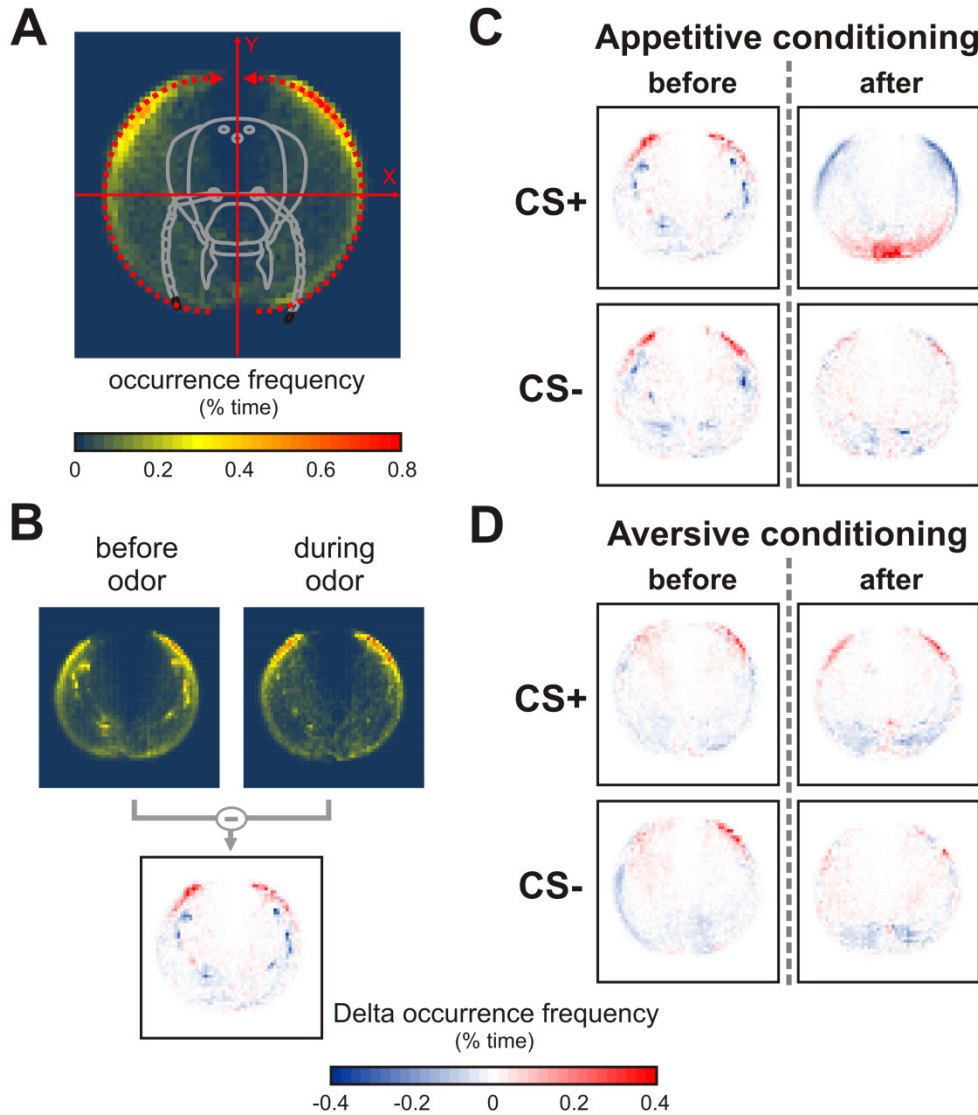 A
Y
X
occurrence frequency
(% time)
0 0.2 0.4 0.6 0.8
B
before
odor
during
odor
-
Delta occurrence frequency
(% time)
-0.4 -0.2 0 0.2 0.4
C
Appetitive conditioning
before after
CS+
CS-
D
Aversive conditioning
before after
CS+
CS-